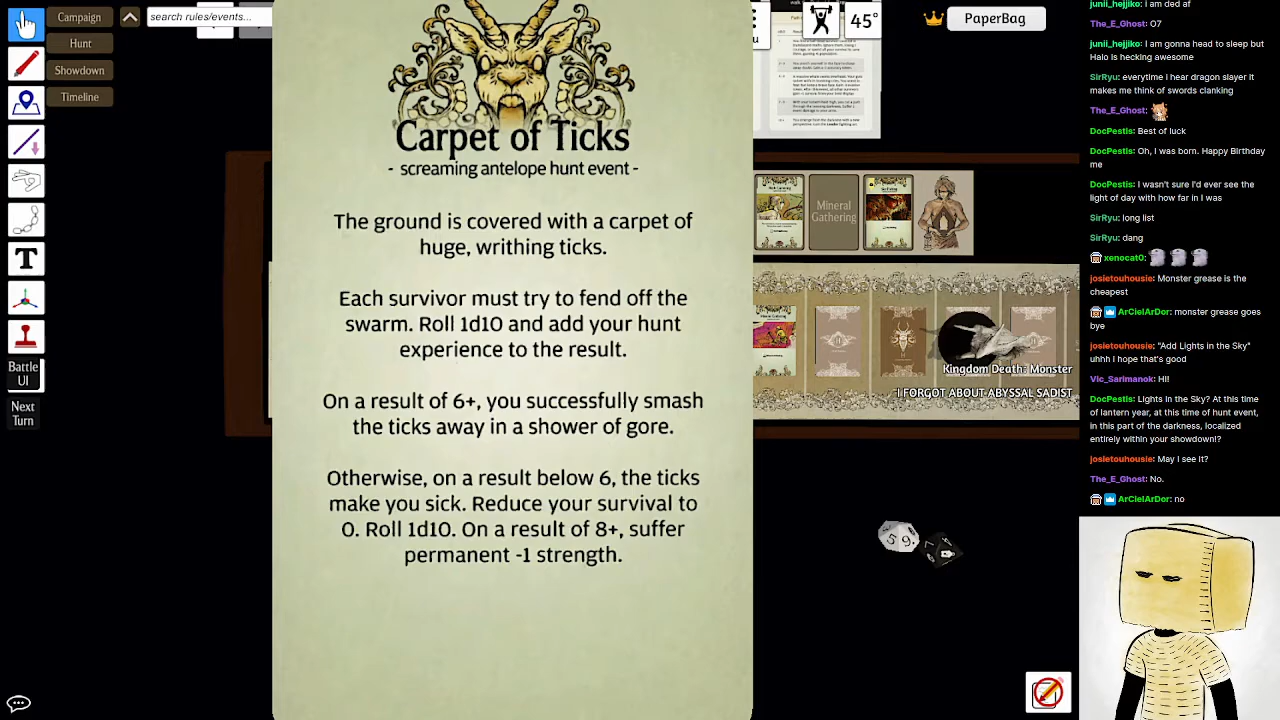 Campaign
search rules/events...
Hunt
Showdown
Timeline
Battle
UI
Next
Turn
Carpet of Ticks
- screaming antelope hunt event -
The ground is covered with a carpet of
huge, writhing ticks.
Each survivor must try to fend off the
swarm. Roll 1d10 and add your hunt
experience to the result.
On a result of 6+, you successfully smash
the ticks away in a shower of gore.
Otherwise, on a result below 6, the ticks
make you sick. Reduce your survival to
0. Roll 1d10. On a result of 8+, suffer
permanent -1 strength.
45°
PaperBag
Mineral
Gathering
Kingdom Death: Monster
I FORGOT ABOUT ABYSSAL SADIST
5 9.
junii_hejjiko: I am ded af
The_E_Ghost: O7
junii_hejjiko: I am gonna head to sleep.
Halo is hecking awesome
SirRyu: everytime i hear dragon slayer it
makes me think of swords clanking
The_E_Ghost:
DocPestis: Best of luck
DocPestis: Oh, I was born. Happy Birthday
me
DocPestis: I wasn't sure I'd ever see the
light of day with how far in I was
SirRyu: long list
SirRyu: dang
xenocat0:
josietouhousie: Monster grease is the
cheapest
ArCielArDor: monster grease goes
bye
josietouhousie: "Add Lights in the Sky"
uhhh I hope that's good
Vic_Sarimanok: HI!
DocPestis: Lights in the Sky? At this time
of lantern year, at this time of hunt event,
in this part of the darkness, localized
entirely within your showdown!?
josietouhousie: May I see it?
The_E_Ghost: No.
ArCielArDor: no